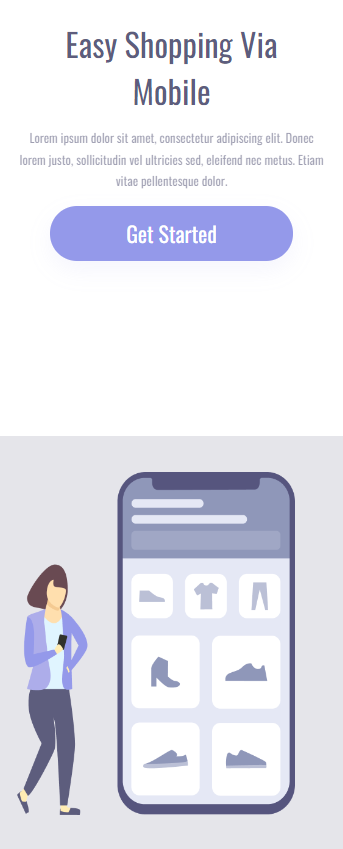 Easy Shopping Via
Mobile
Lorem ipsum dolor sit amet, consectetur adipiscing elit. Donec
lorem justo, sollicitudin vel ultricies sed, eleifend nec metus. Etiam
vitae pellentesque dolor.
Get Started